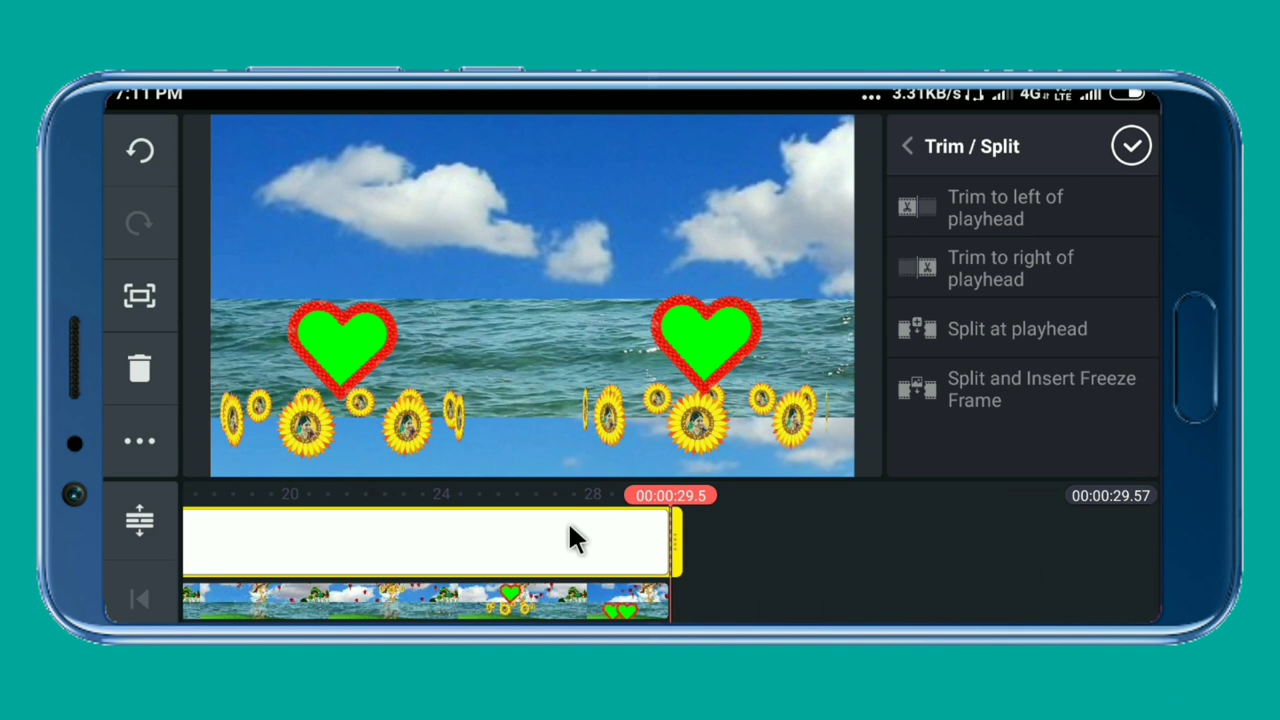 7:11 PM
... 3.31KB/s 4G LTE
Trim / Split
Trim to left of
playhead
Trim to right of
playhead
Split at playhead
Split and Insert Freeze
Frame
20 24 28 00:00:29.5 00:00:29.57